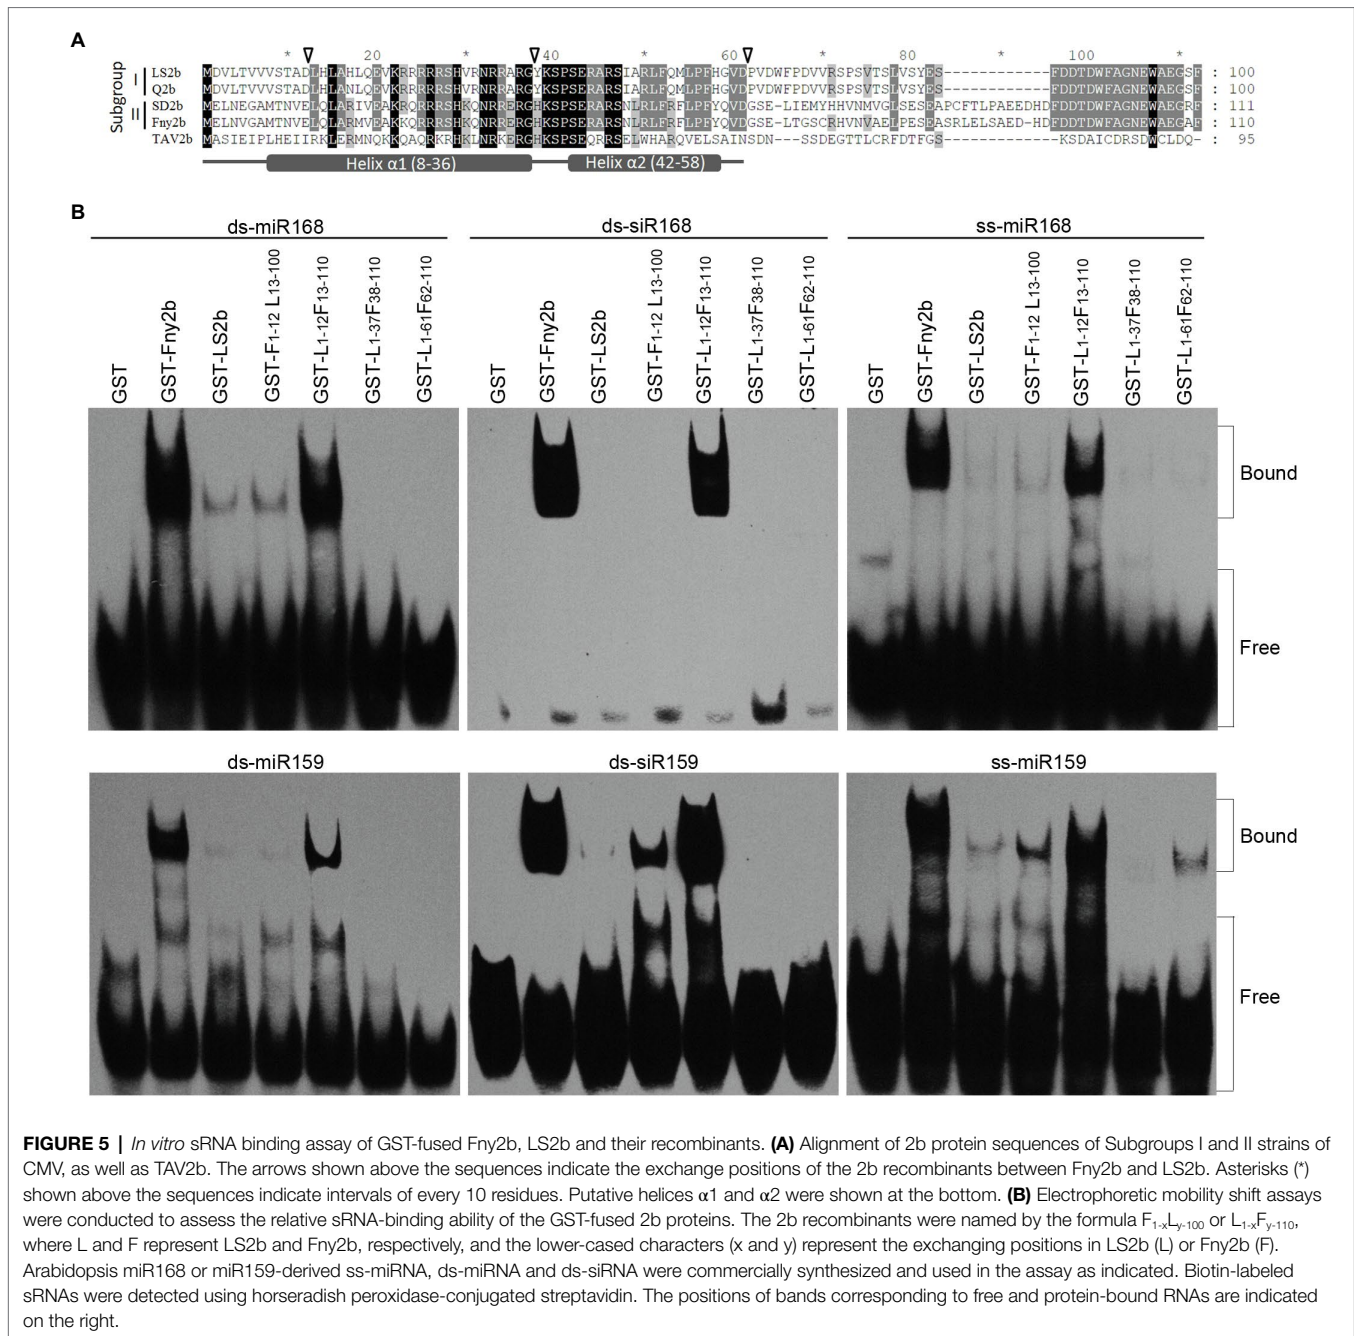 A
* 20 * 40 * 60 * 80 * 100 *
Subgroup
I
II
LS2b MDVLTVVVSTADLHLAHLQEVKRRRRRSHVRNRRARGYKSPSERARSIARLFQMLPFHGVDPVDWFPDVVRSPSVTSLVSYES------------FDDTDWFAGNEWAEGSF : 100
Q2b MDVLTVVVSTADLHLANLQEVKRRRRRSHVRNRRARGYKSPSERARSIARLFQMLPFHGVDPVDWFPDVVRSPSVTSLVSYES------------FDDTDWFAGNEWAEGSF : 100
SD2b MELNEGAMTNVELQLARIVEAKRQRRRSHKQNRRERGHKSPSERARSNLRLFRFLPFYQVDGSE-LIEMYHHVNMVGLSESEAPCFTLPAEEDHDFDDTDWFAGNEWAEGRF : 111
Fny2b MELNVGAMTNVELQLARMVEAKKQRRRSHKQNRRERGHKSPSERARSNLRLFRFLPFYQVDGSE-LTGSCRHVNVAELPESEASRLELSAED-HDFDDTDWFAGNEWAEGAF : 110
TAV2b MASIEIPLHEIIRKLERMNQKKQAQRKRHKLNRRKRGHKSPSEQRRSELWHARQVELSAINSDN---SSDEGTTLCRFDTFGS------------KSDAICDRSDWCLDQ- : 95
Helix α1 (8-36) Helix α2 (42-58)
B
ds-miR168 ds-siR168 ss-miR168
GST GST-Fny2b GST-LS2b GST-F1-12 L13-100 GST-L1-12F13-110 GST-L1-37F38-110 GST-L1-61F62-110
GST GST-Fny2b GST-LS2b GST-F1-12 L13-100 GST-L1-12F13-110 GST-L1-37F38-110 GST-L1-61F62-110
GST GST-Fny2b GST-LS2b GST-F1-12 L13-100 GST-L1-12F13-110 GST-L1-37F38-110 GST-L1-61F62-110
Bound
Free
ds-miR159 ds-siR159 ss-miR159
Bound
Free
FIGURE 5 | In vitro sRNA binding assay of GST-fused Fny2b, LS2b and their recombinants. (A) Alignment of 2b protein sequences of Subgroups I and II strains of
CMV, as well as TAV2b. The arrows shown above the sequences indicate the exchange positions of the 2b recombinants between Fny2b and LS2b. Asterisks (*)
shown above the sequences indicate intervals of every 10 residues. Putative helices α1 and α2 were shown at the bottom. (B) Electrophoretic mobility shift assays
were conducted to assess the relative sRNA-binding ability of the GST-fused 2b proteins. The 2b recombinants were named by the formula F1-xLy-100 or L1-xFy-110,
where L and F represent LS2b and Fny2b, respectively, and the lower-cased characters (x and y) represent the exchanging positions in LS2b (L) or Fny2b (F).
Arabidopsis miR168 or miR159-derived ss-miRNA, ds-miRNA and ds-siRNA were commercially synthesized and used in the assay as indicated. Biotin-labeled
sRNAs were detected using horseradish peroxidase-conjugated streptavidin. The positions of bands corresponding to free and protein-bound RNAs are indicated
on the right.